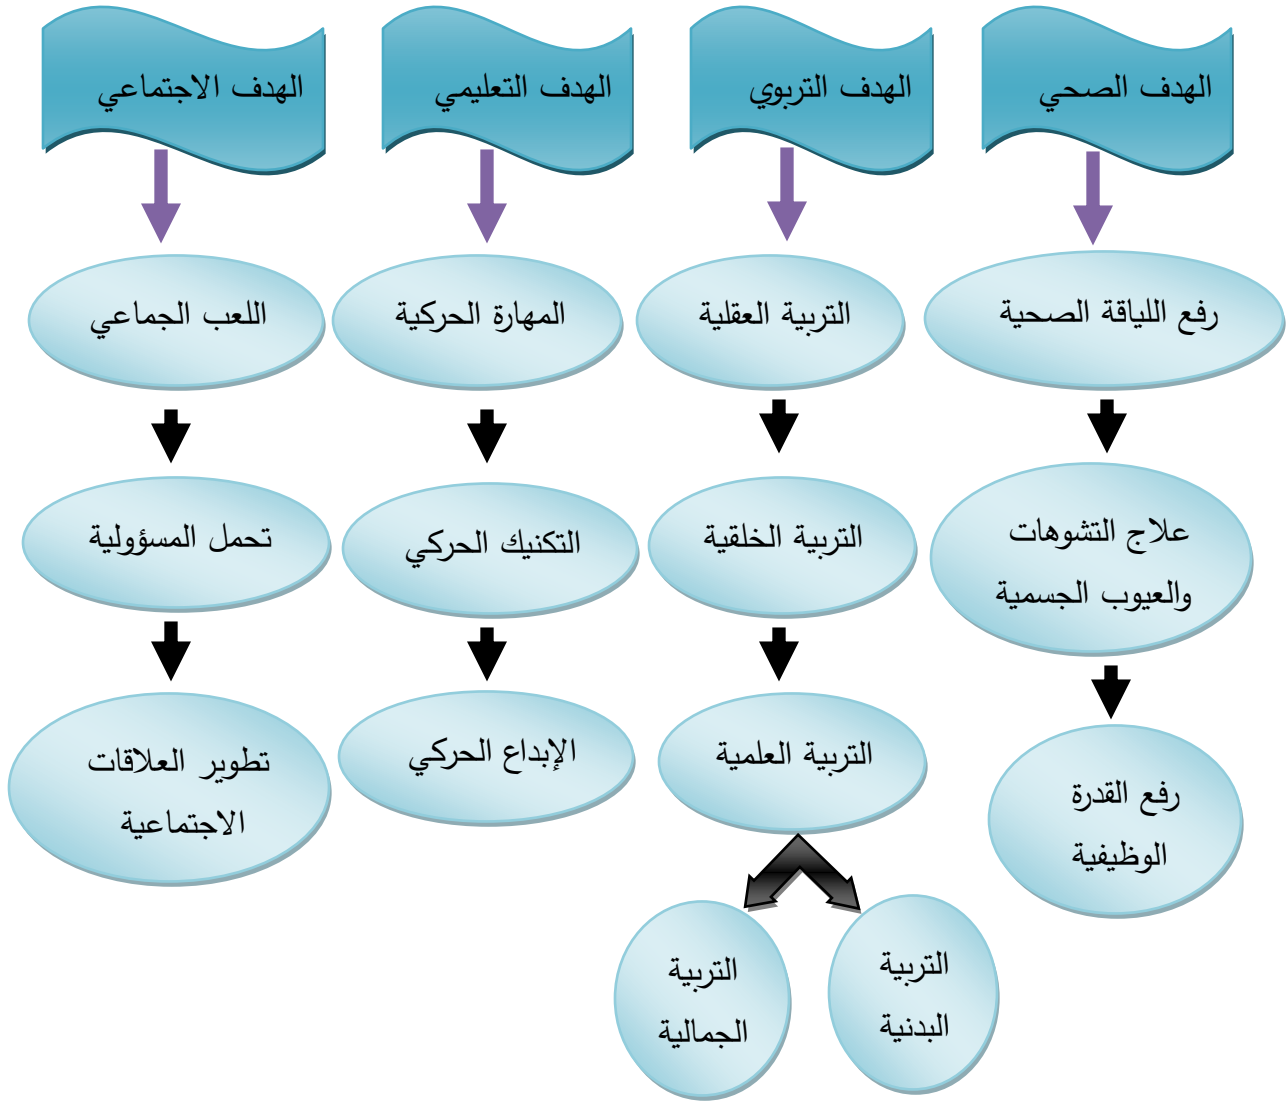 الهدف الصحي
الهدف التربوي
الهدف التعليمي
الهدف الاجتماعي
رفع اللياقة الصحية
التربية العقلية
المهارة الحركية
اللعب الجماعي
علاج التشوهات
والعيوب الجسمية
التربية الخلقية
التكنيك الحركي
تحمل المسؤولية
رفع القدرة
الوظيفية
التربية العلمية
الإبداع الحركي
تطوير العلاقات
الاجتماعية
التربية
البدنية
التربية
الجمالية